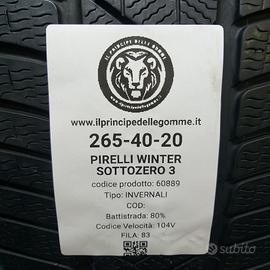 IL PRINCIPE DELLE GOMME
www.ilprincipedellegomme.it
www.ilprincipedellegomme.it
265-40-20
PIRELLI WINTER
SOTTOZERO 3
codice prodotto: 60889
Tipo: INVERNALI
COD:
Battistrada: 80%
Codice Velocità: 104V
FILA: 83
subito